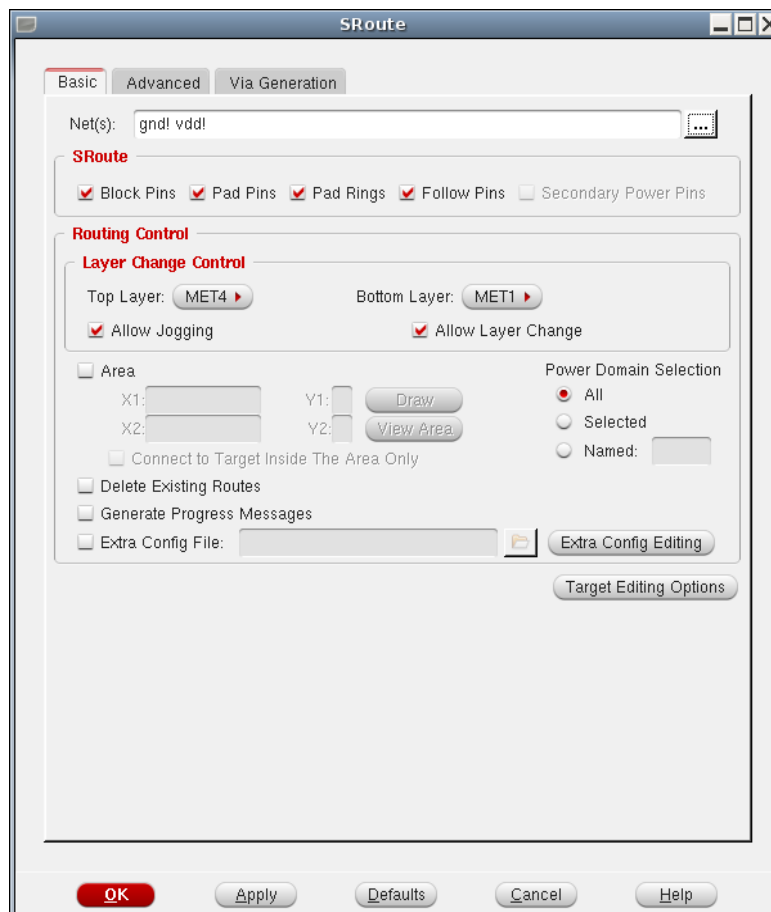 SRoute
Basic Advanced Via Generation
Net(s): gnd! vdd! ...
SRoute
Block Pins Pad Pins Pad Rings Follow Pins Secondary Power Pins
Routing Control
Layer Change Control
Top Layer: MET4 Bottom Layer: MET1
Allow Jogging Allow Layer Change
Area Power Domain Selection
X1: Y1: Draw All
X2: Y2: View Area Selected
Connect to Target Inside The Area Only Named:
Delete Existing Routes
Generate Progress Messages
Extra Config File: Extra Config Editing
Target Editing Options
OK Apply Defaults Cancel Help